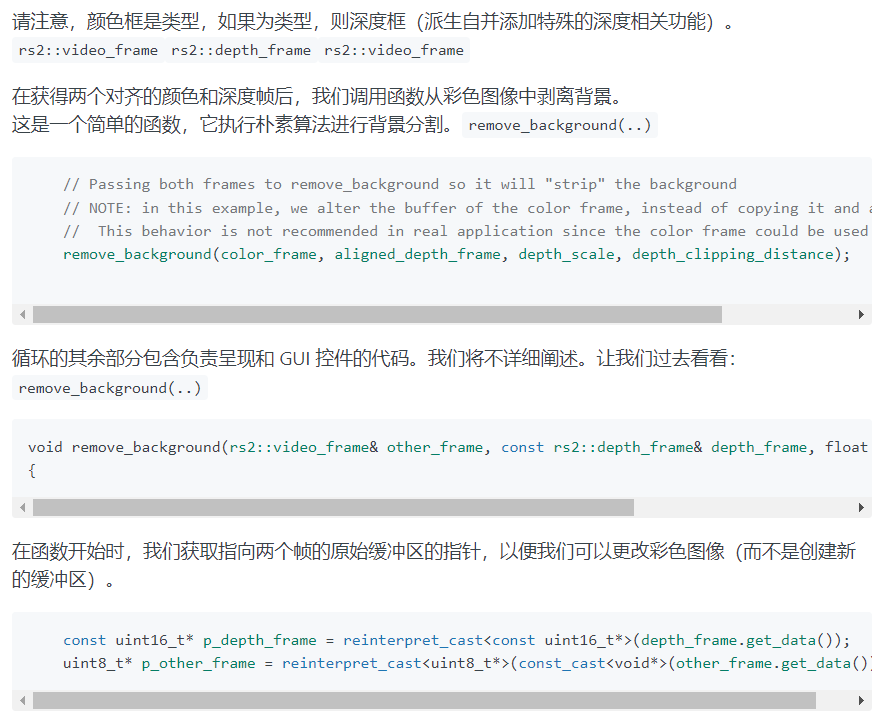 请注意，颜色框是类型，如果为类型，则深度框（派生自并添加特殊的深度相关功能）。
rs2::video_frame rs2::depth_frame rs2::video_frame
在获得两个对齐的颜色和深度帧后，我们调用函数从彩色图像中剥离背景。
这是一个简单的函数，它执行朴素算法进行背景分割。 remove_background(..)
// Passing both frames to remove_background so it will "strip" the background
// NOTE: in this example, we alter the buffer of the color frame, instead of copying it and a
//  This behavior is not recommended in real application since the color frame could be used
remove_background(color_frame, aligned_depth_frame, depth_scale, depth_clipping_distance);
循环的其余部分包含负责呈现和 GUI 控件的代码。我们将不详细阐述。让我们过去看看：
remove_background(..)
void remove_background(rs2::video_frame& other_frame, const rs2::depth_frame& depth_frame, float
{
在函数开始时，我们获取指向两个帧的原始缓冲区的指针，以便我们可以更改彩色图像（而不是创建新
的缓冲区）。
const uint16_t* p_depth_frame = reinterpret_cast<const uint16_t*>(depth_frame.get_data());
uint8_t* p_other_frame = reinterpret_cast<uint8_t*>(const_cast<void*>(other_frame.get_data())